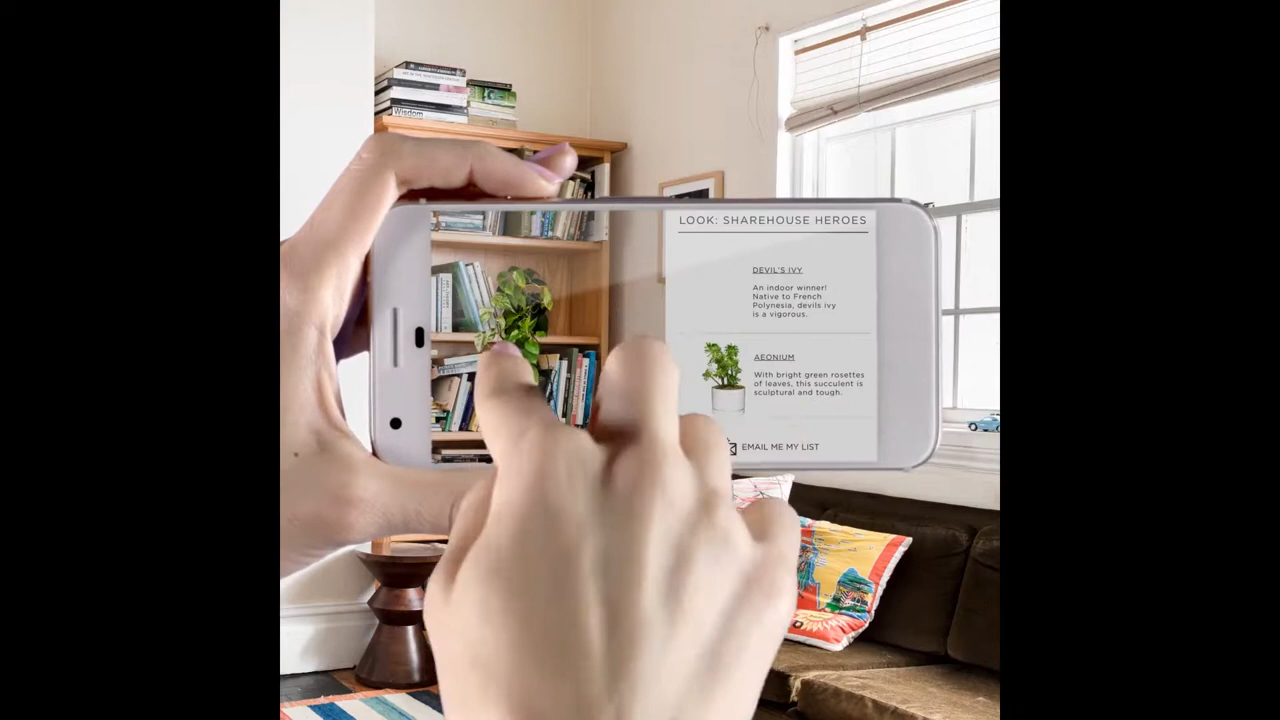 Wisdom
LOOK: SHAREHOUSE HEROES
DEVIL'S IVY
An indoor winner!
Native to French
Polynesia, devils ivy
is a vigorous.
AEONIUM
With bright green rosettes
of leaves, this succulent is
sculptural and tough.
EMAIL ME MY LIST